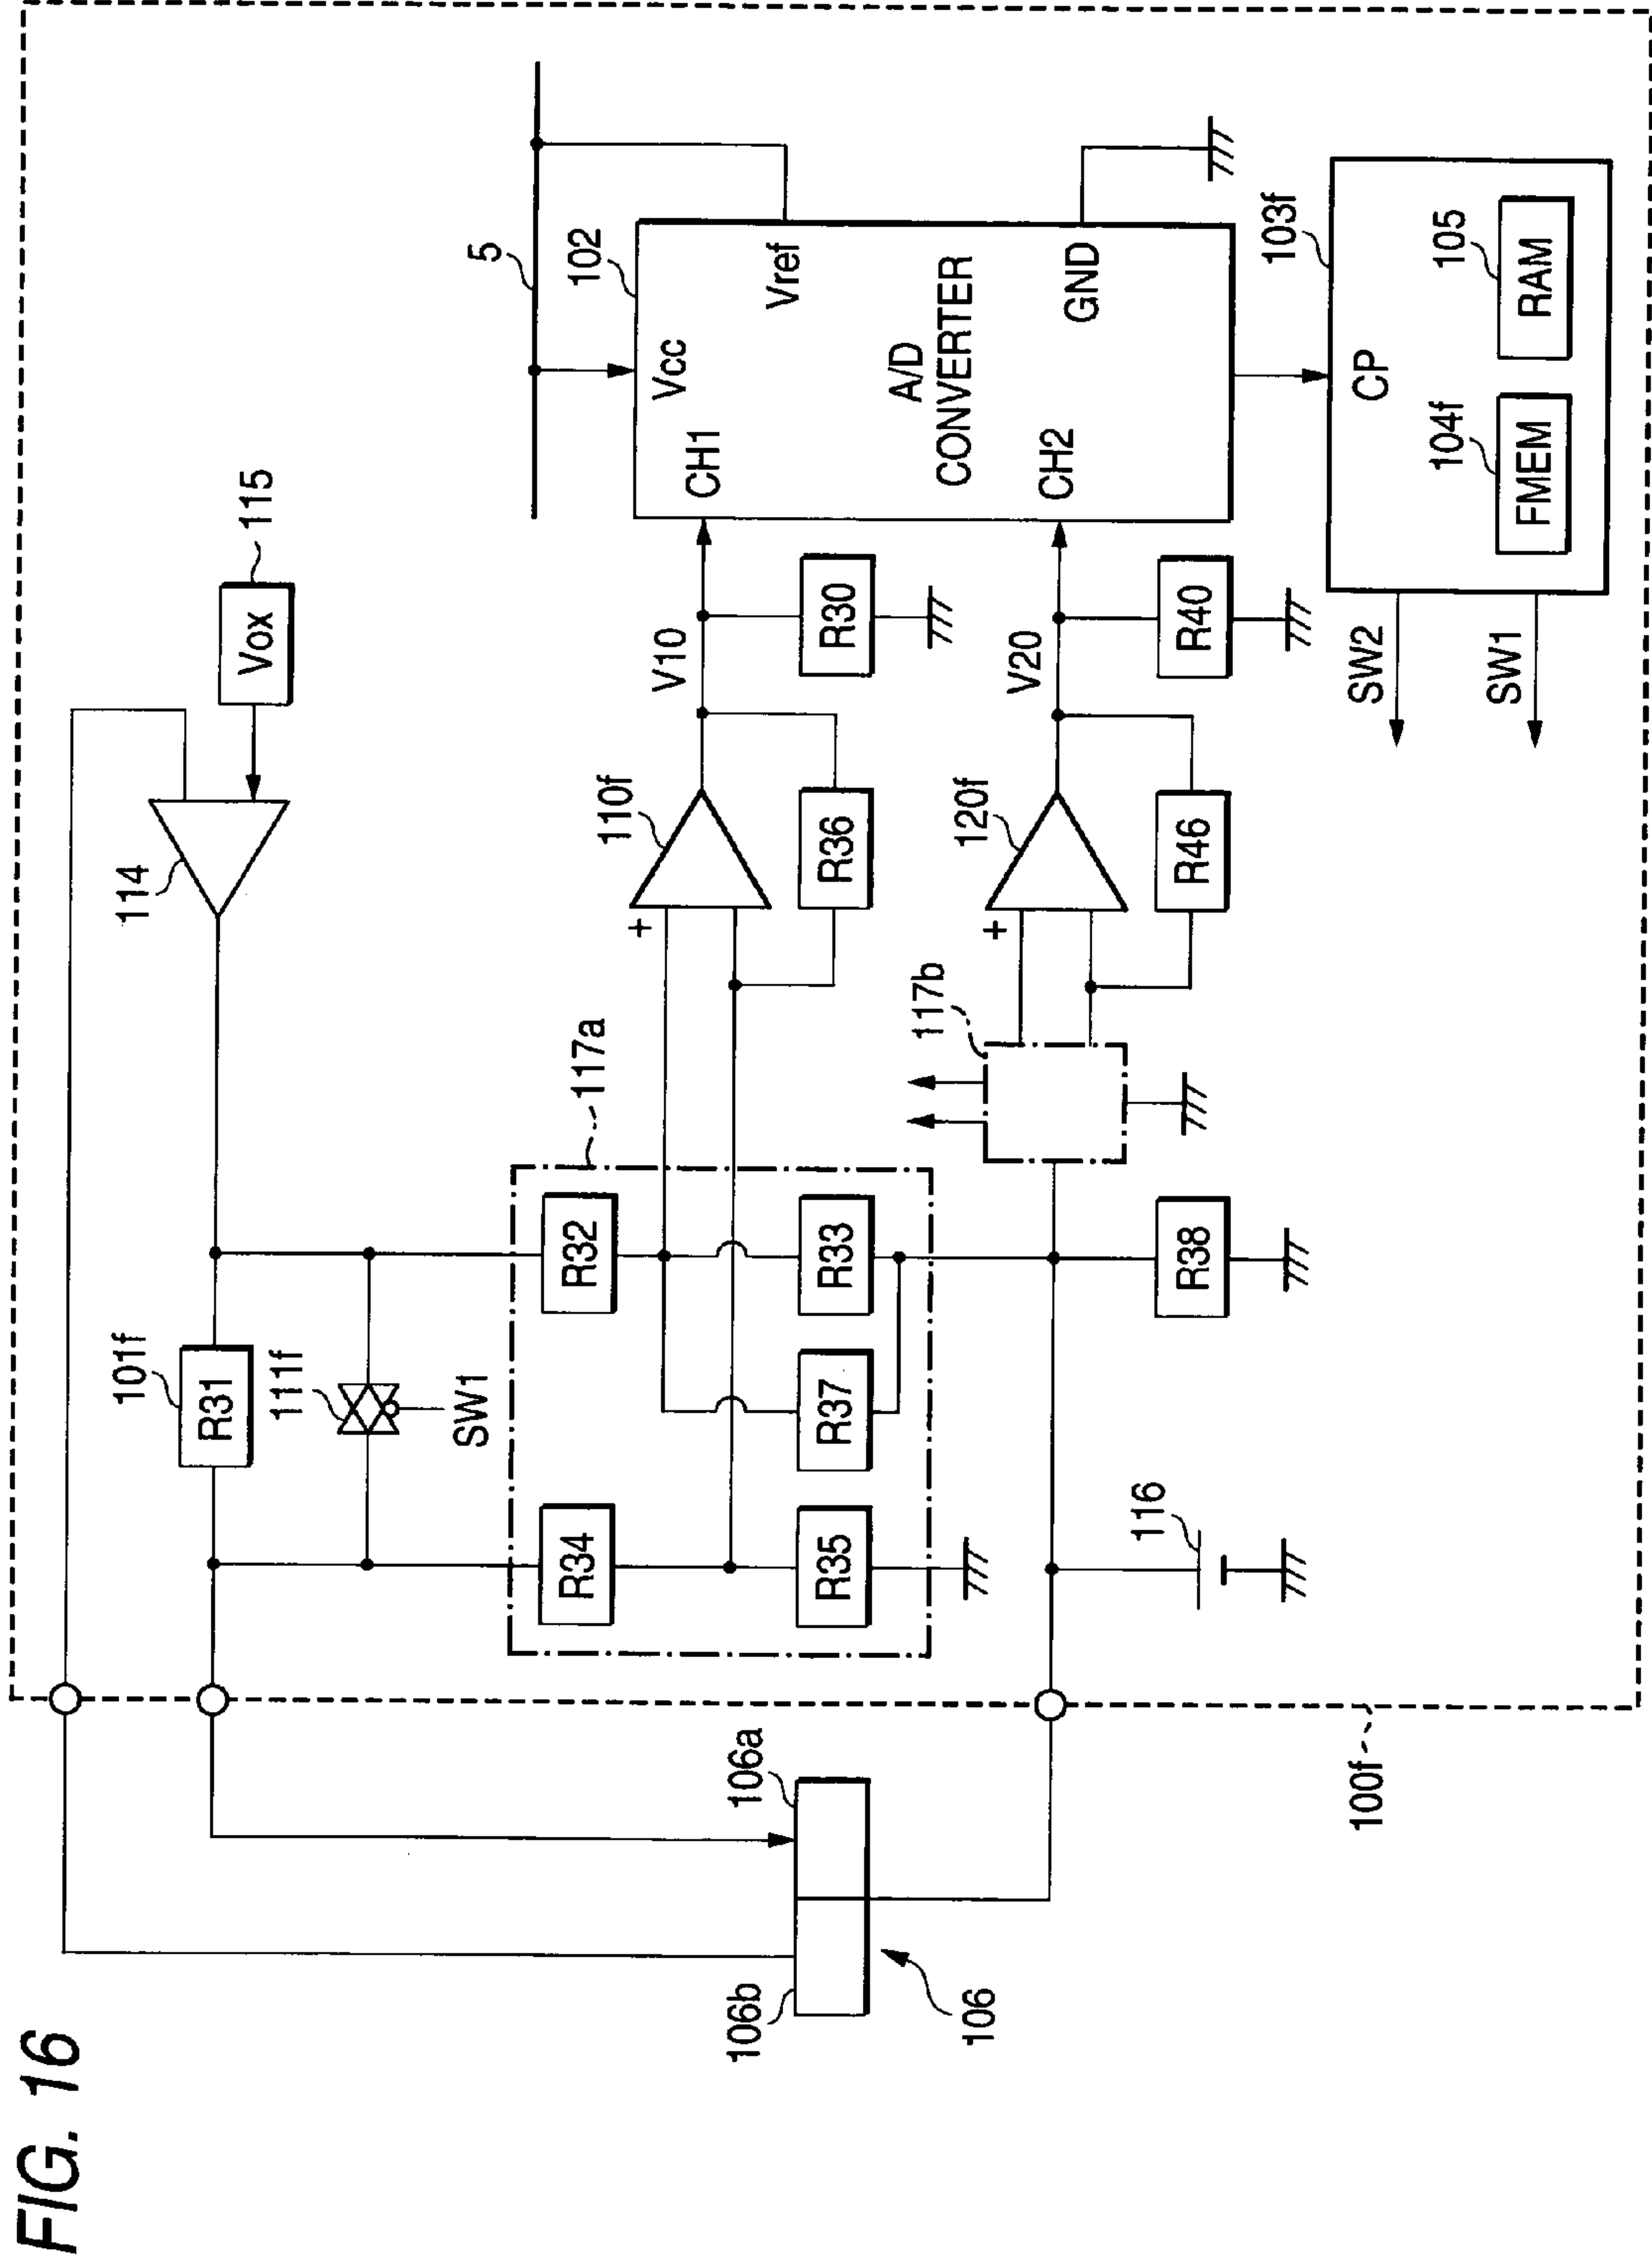 FIG. 16
106b
106a
106
100f
101f
R31
111f
SW1
114
Vox
115
117a
R34
R32
R35
R37
R33
R38
116
117b
+
110f
R36
V10
R30
+
120f
R46
V20
R40
5
102
Vcc
Vref
CH1
A/D
CONVERTER
CH2
GND
103f
CP
104f
FMEM
105
RAM
SW2
SW1